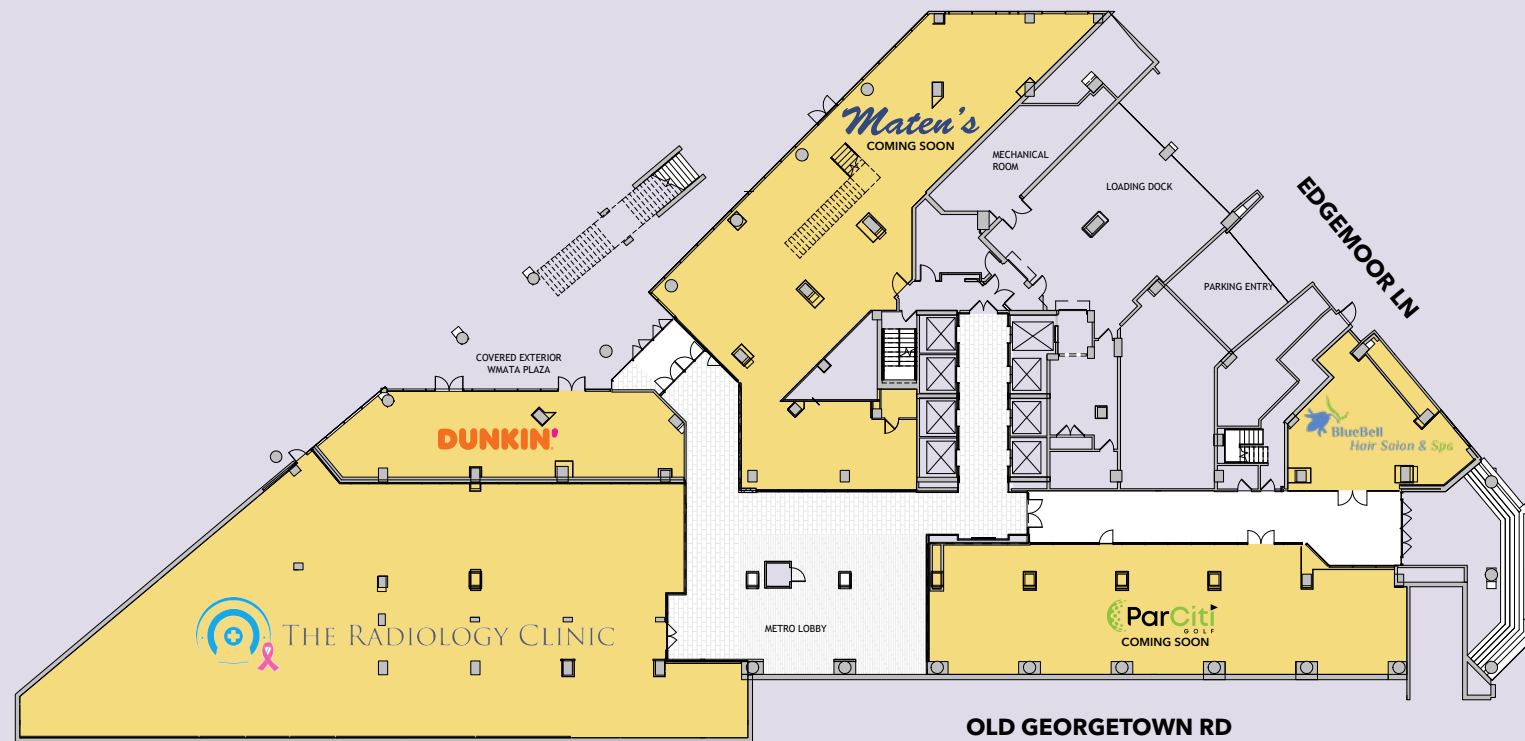 Maten's
COMING SOON
MECHANICAL
ROOM
LOADING DOCK
EDGEMOOR LN
PARKING ENTRY
COVERED EXTERIOR
WMATA PLAZA
DUNKIN'
BlueBell
Hair Salon & Spa
THE RADIOLOGY CLINIC
METRO LOBBY
ParCiti
GOLF
COMING SOON
OLD GEORGETOWN RD